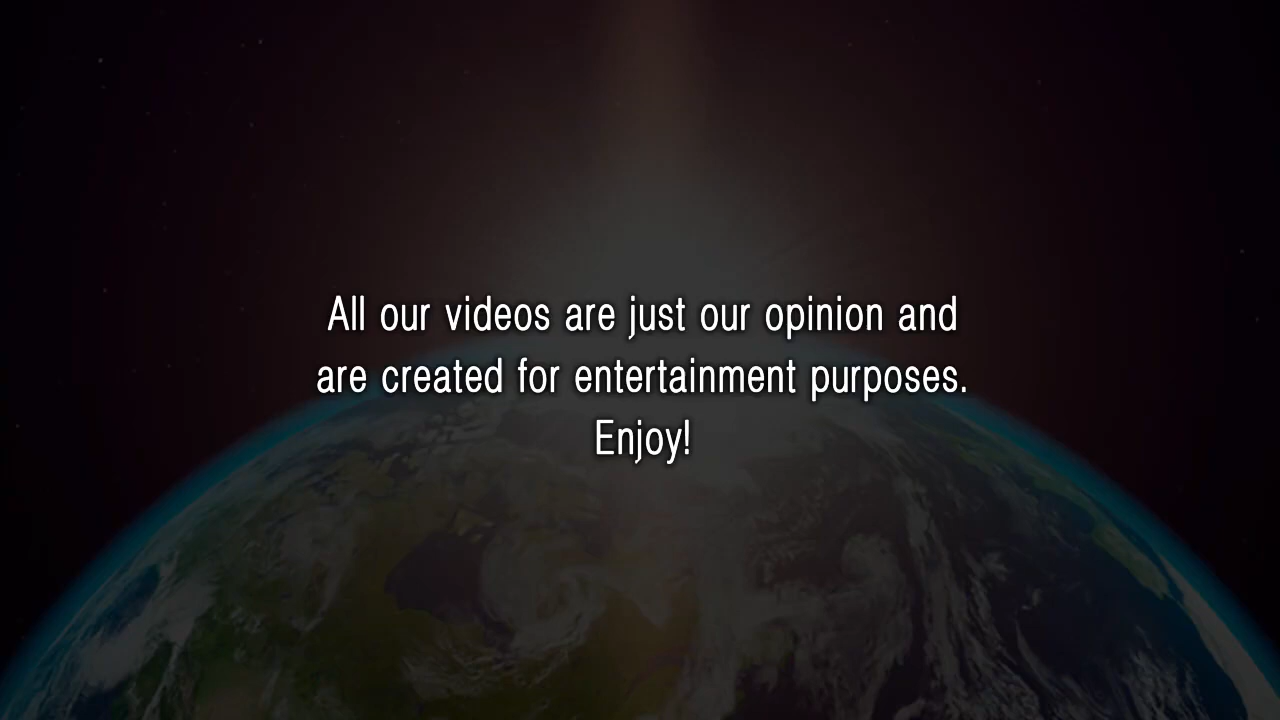 All our videos are just our opinion and
are created for entertainment purposes.
Enjoy!